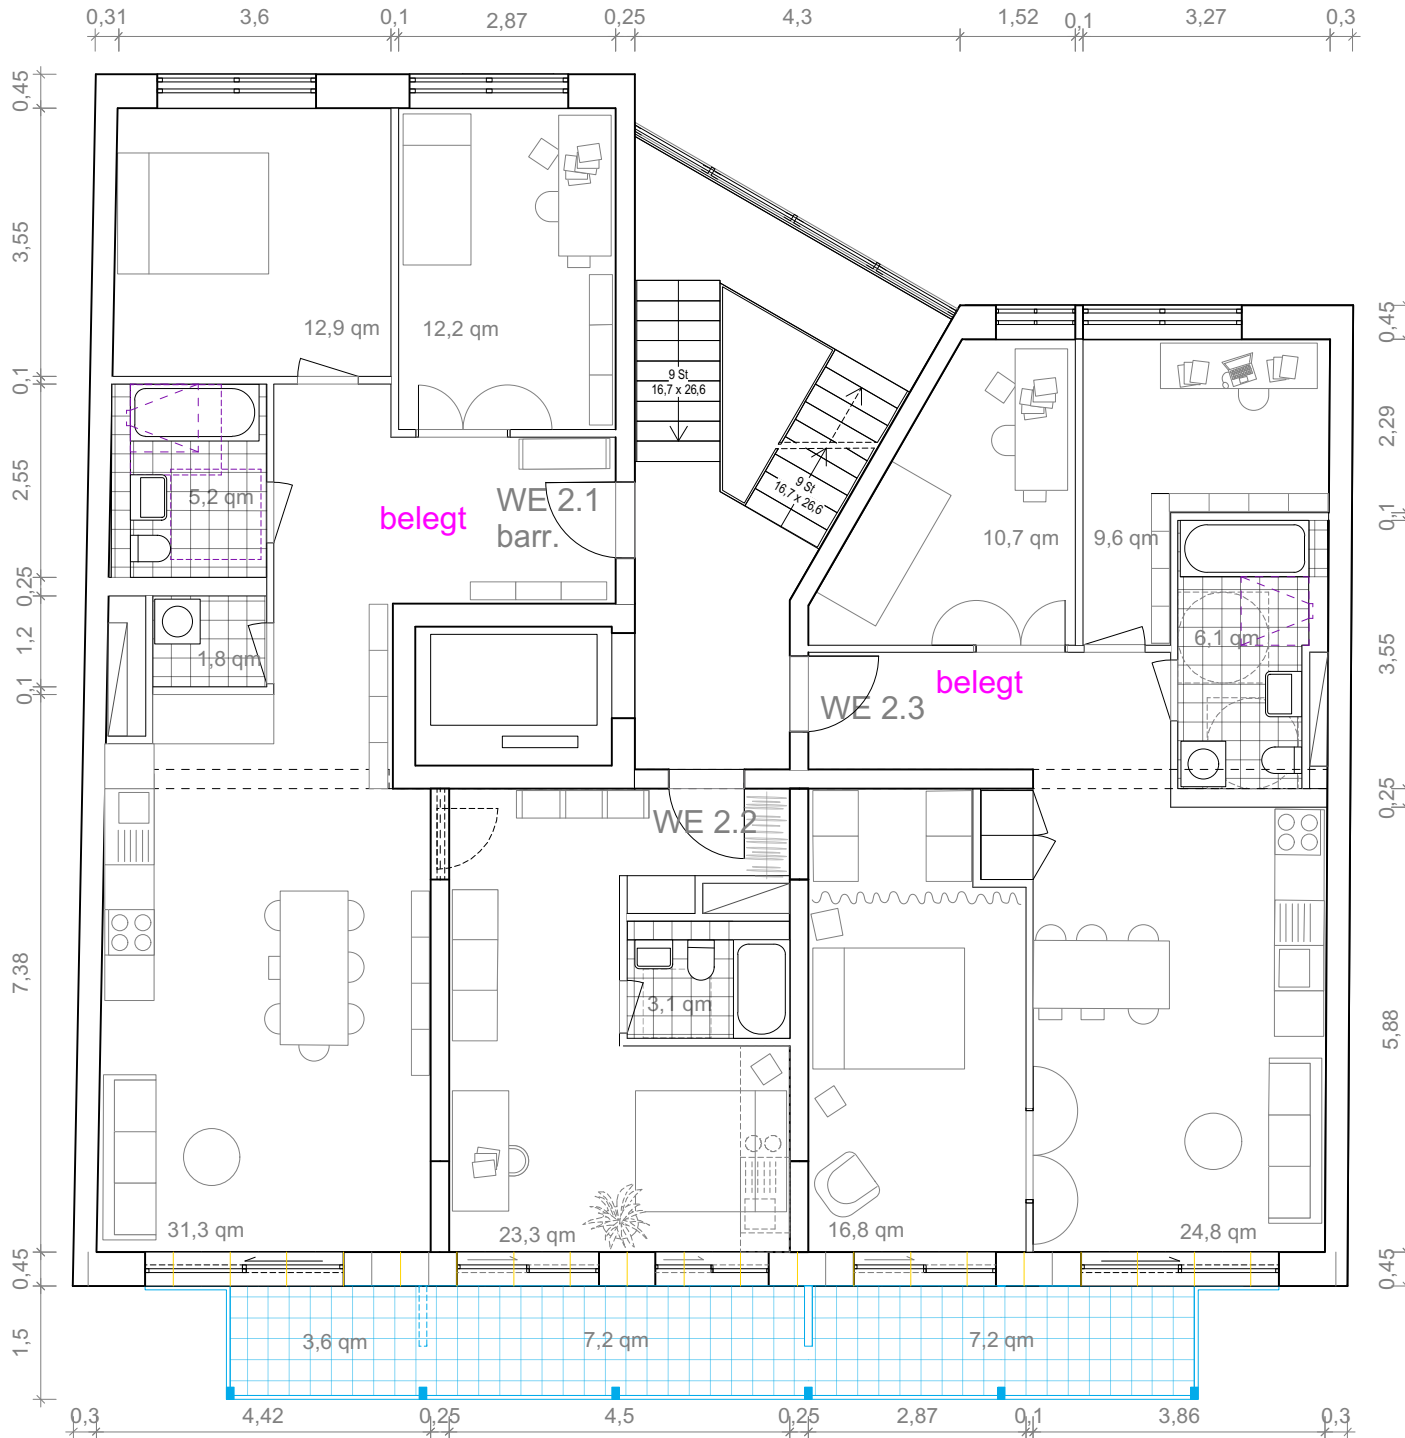 0,31 3,6 0,1 2,87 0,25 4,3 1,52 0,1 3,27 0,3
0,45
3,55
0,1
2,55
0,25
1,2
0,1
7,38
0,45
1,5
12,9 qm
12,2 qm
9 St
16,7 x 26,6
9 St
16,7 x 26,6
5,2 qm
belegt
WE 2.1
barr.
10,7 qm
9,6 qm
1,8 qm
6,1 qm
belegt
WE 2.3
WE 2.2
3,1 qm
31,3 qm
23,3 qm
16,8 qm
24,8 qm
3,6 qm
7,2 qm
7,2 qm
0,45
2,29
0,1
3,55
0,25
0,1
5,88
0,45
0,3 4,42 0,25 4,5 0,25 2,87 0,1 3,86 0,3